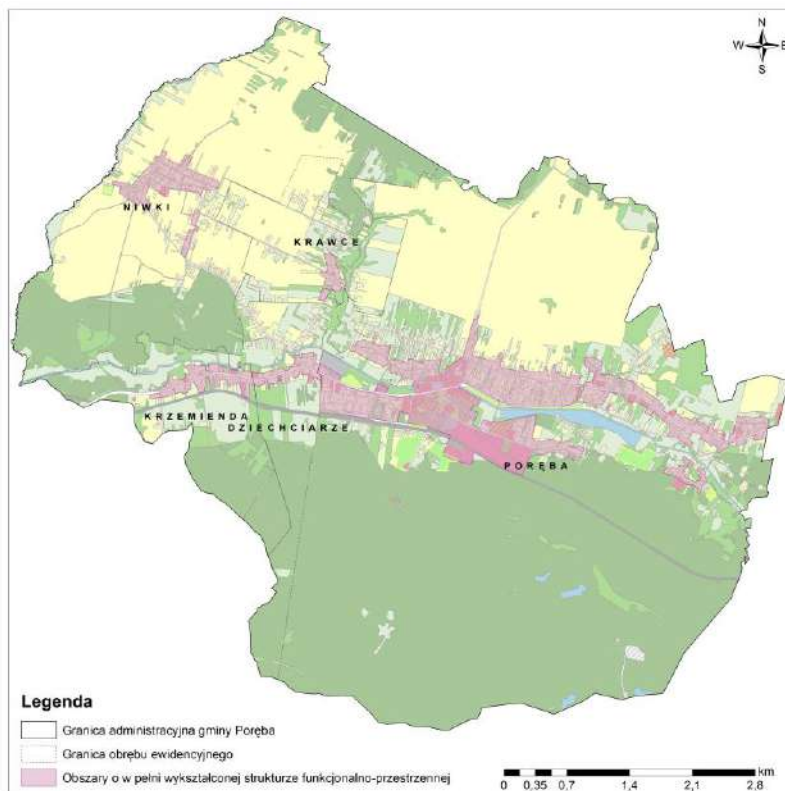 N
W E
S
NIWKI
KRAWCE
KRZEMIENDA
DZIECHCIARZE
PORĘBA
Legenda
Granica administracyjna gminy Poręba
Granica obrębu ewidencyjnego
Obszary o w pełni wykształconej strukturze funkcjonalno-przestrzennej
km
0 0,35 0,7 1,4 2,1 2,8